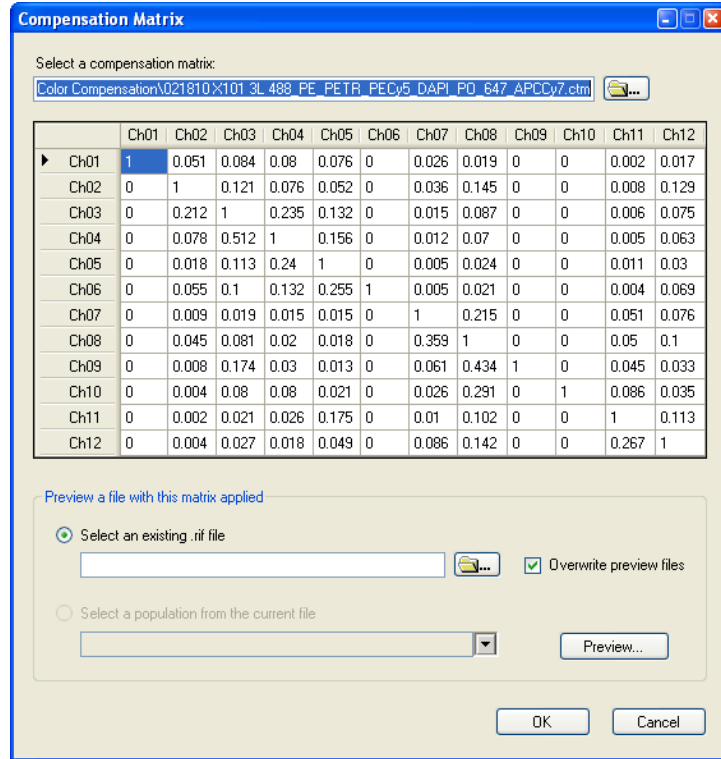 Compensation Matrix
Select a compensation matrix:
Color Compensation\021810 X101 3L 488_PE_PETR_PECy5_DAPI_PO_647_APCCy7.ctm
...
Ch01 Ch02 Ch03 Ch04 Ch05 Ch06 Ch07 Ch08 Ch09 Ch10 Ch11 Ch12
Ch01 1 0.051 0.084 0.08 0.076 0 0.026 0.019 0 0 0.002 0.017
Ch02 0 1 0.121 0.076 0.052 0 0.036 0.145 0 0 0.008 0.129
Ch03 0 0.212 1 0.235 0.132 0 0.015 0.087 0 0 0.006 0.075
Ch04 0 0.078 0.512 1 0.156 0 0.012 0.07 0 0 0.005 0.063
Ch05 0 0.018 0.113 0.24 1 0 0.005 0.024 0 0 0.011 0.03
Ch06 0 0.055 0.1 0.132 0.255 1 0.005 0.021 0 0 0.004 0.069
Ch07 0 0.009 0.019 0.015 0.015 0 1 0.215 0 0 0.051 0.076
Ch08 0 0.045 0.081 0.02 0.018 0 0.359 1 0 0 0.05 0.1
Ch09 0 0.008 0.174 0.03 0.013 0 0.061 0.434 1 0 0.045 0.033
Ch10 0 0.004 0.08 0.08 0.021 0 0.026 0.291 0 1 0.086 0.035
Ch11 0 0.002 0.021 0.026 0.175 0 0.01 0.102 0 0 1 0.113
Ch12 0 0.004 0.027 0.018 0.049 0 0.086 0.142 0 0 0.267 1
Preview a file with this matrix applied
Select an existing .rif file
... Overwrite preview files
Select a population from the current file
Preview...
OK Cancel